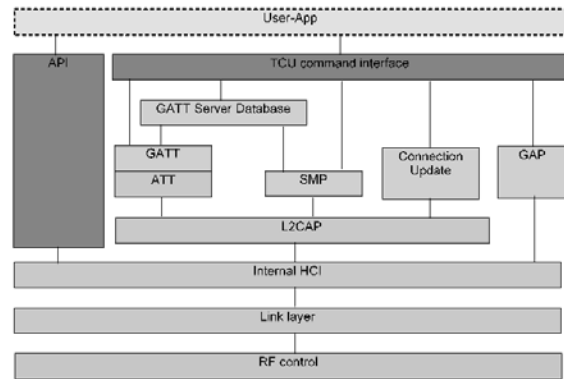 User-App
API
TCU command interface
GATT Server Database
GATT
ATT
SMP
Connection
Update
GAP
L2CAP
Internal HCI
Link layer
RF control